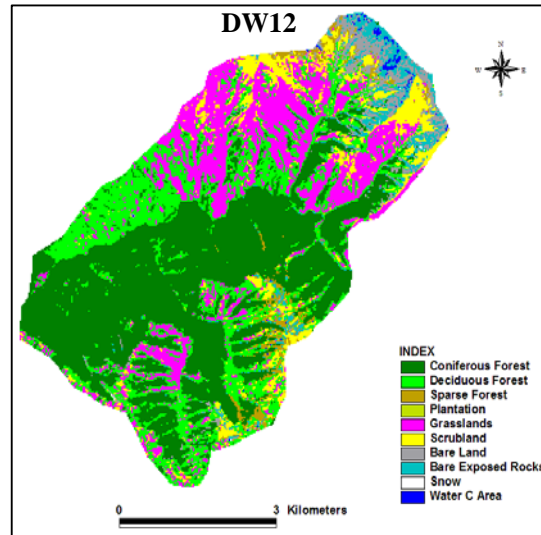 DW12
N
W E
S
INDEX
Coniferous Forest
Deciduous Forest
Sparse Forest
Plantation
Grasslands
Scrubland
Bare Land
Bare Exposed Rocks
Snow
Water C Area
0 3 Kilometers